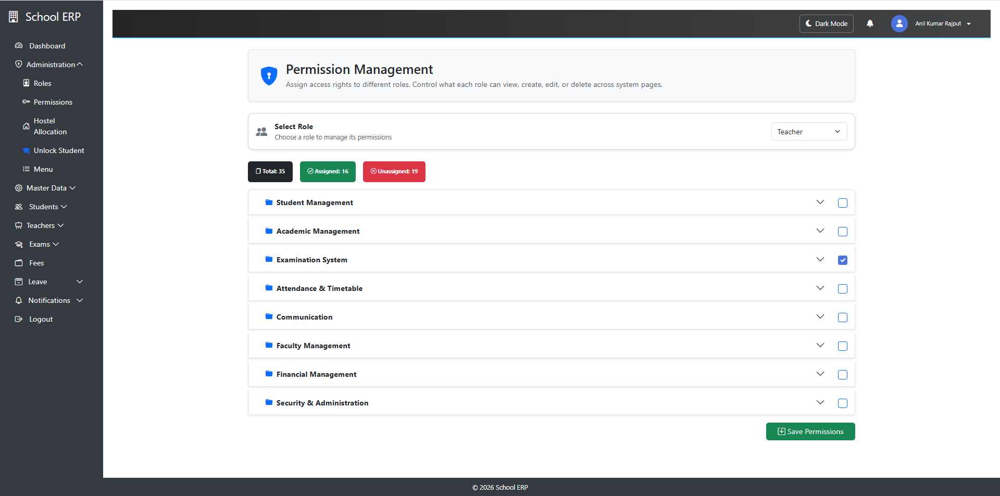 School ERP
Dashboard
Administration
Roles
Permissions
Hostel
Allocation
Unlock Student
Menu
Master Data
Students
Teachers
Exams
Fees
Leave
Notifications
Logout
Dark Mode
Anil Kumar Rajput
Permission Management
Assign access rights to different roles. Control what each role can view, create, edit, or delete across system pages.
Select Role
Choose a role to manage its permissions
Teacher
Total: 35
Assigned: 16
Unassigned: 19
Student Management
Academic Management
Examination System
Attendance & Timetable
Communication
Faculty Management
Financial Management
Security & Administration
Save Permissions
© 2026 School ERP